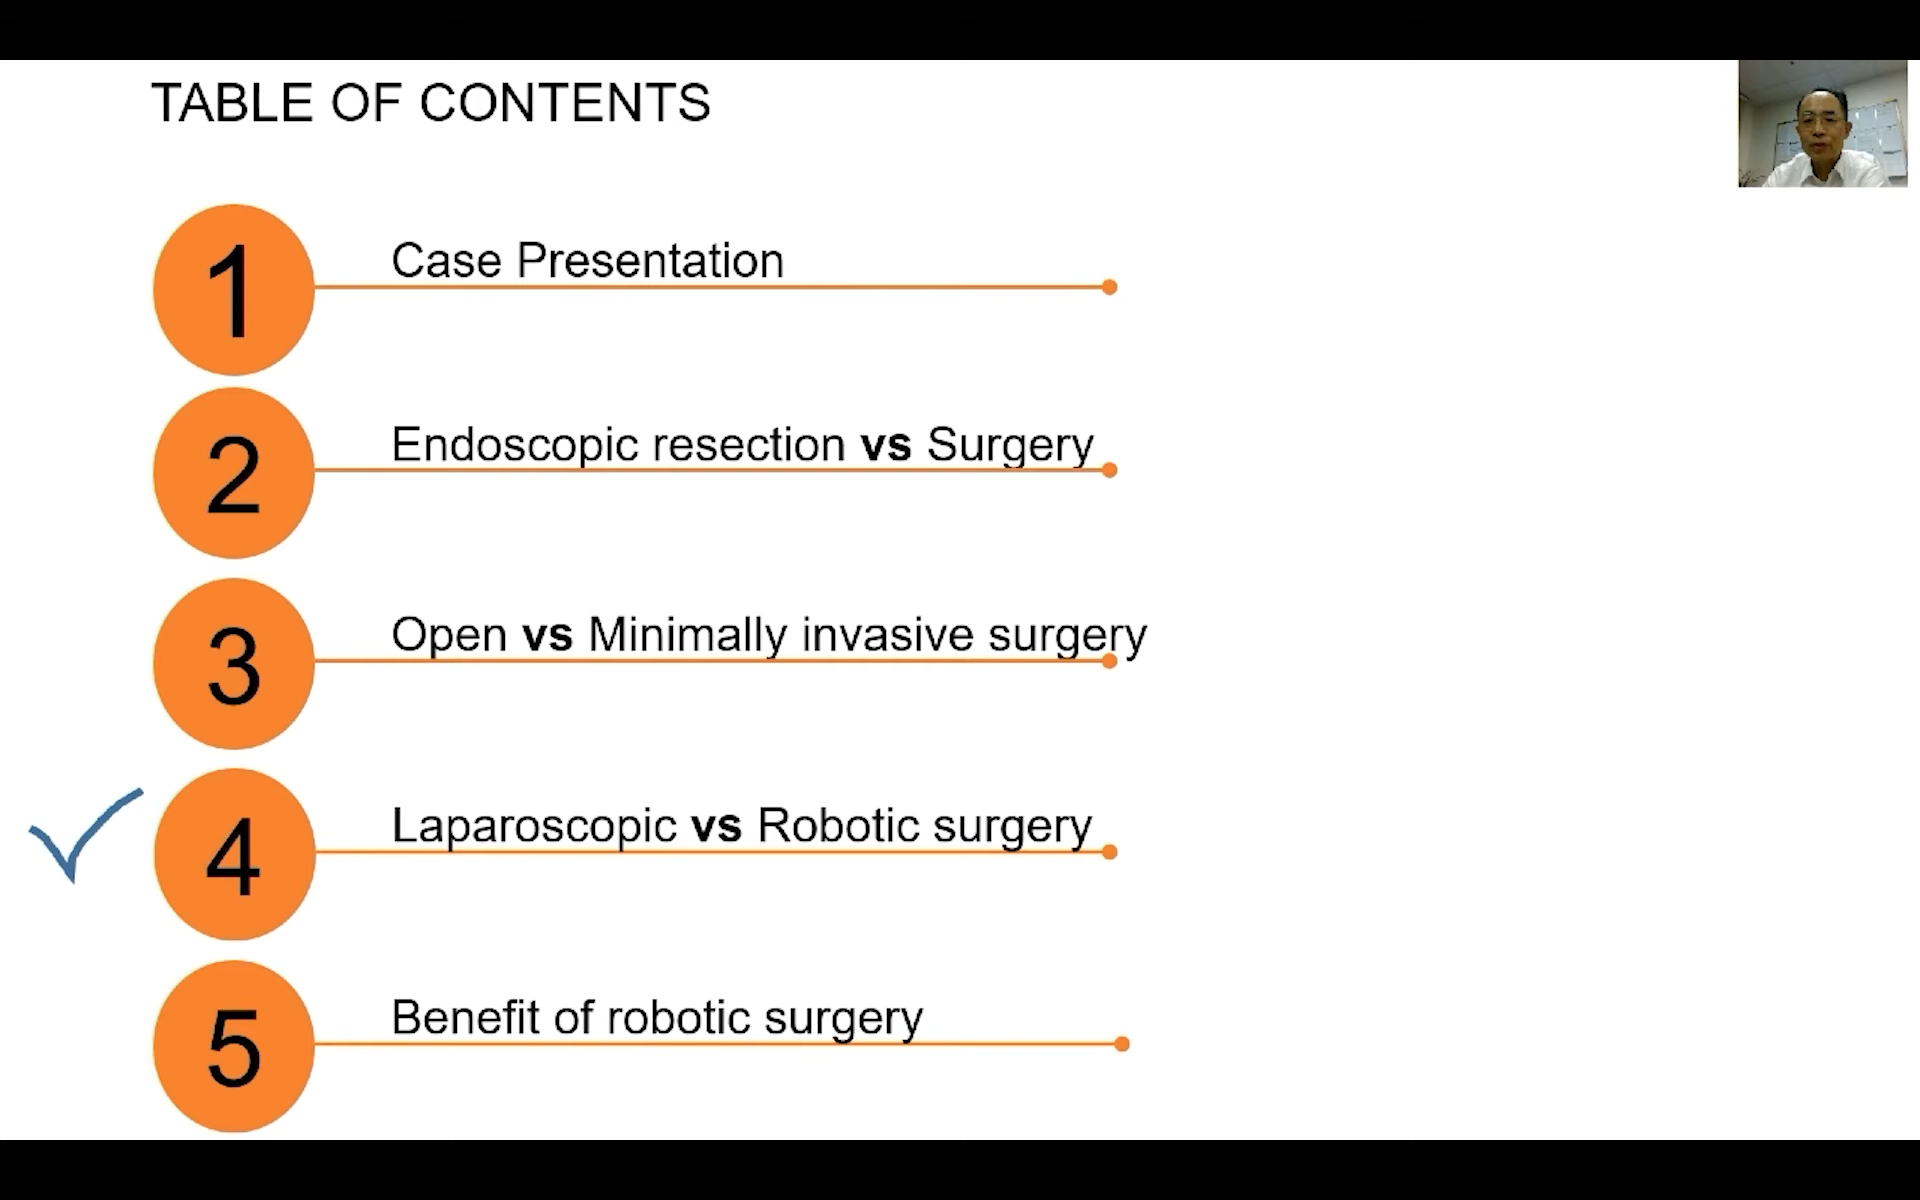 TABLE OF CONTENTS
1
Case Presentation
2
Endoscopic resection vs Surgery
3
Open vs Minimally invasive surgery
4
Laparoscopic vs Robotic surgery
5
Benefit of robotic surgery